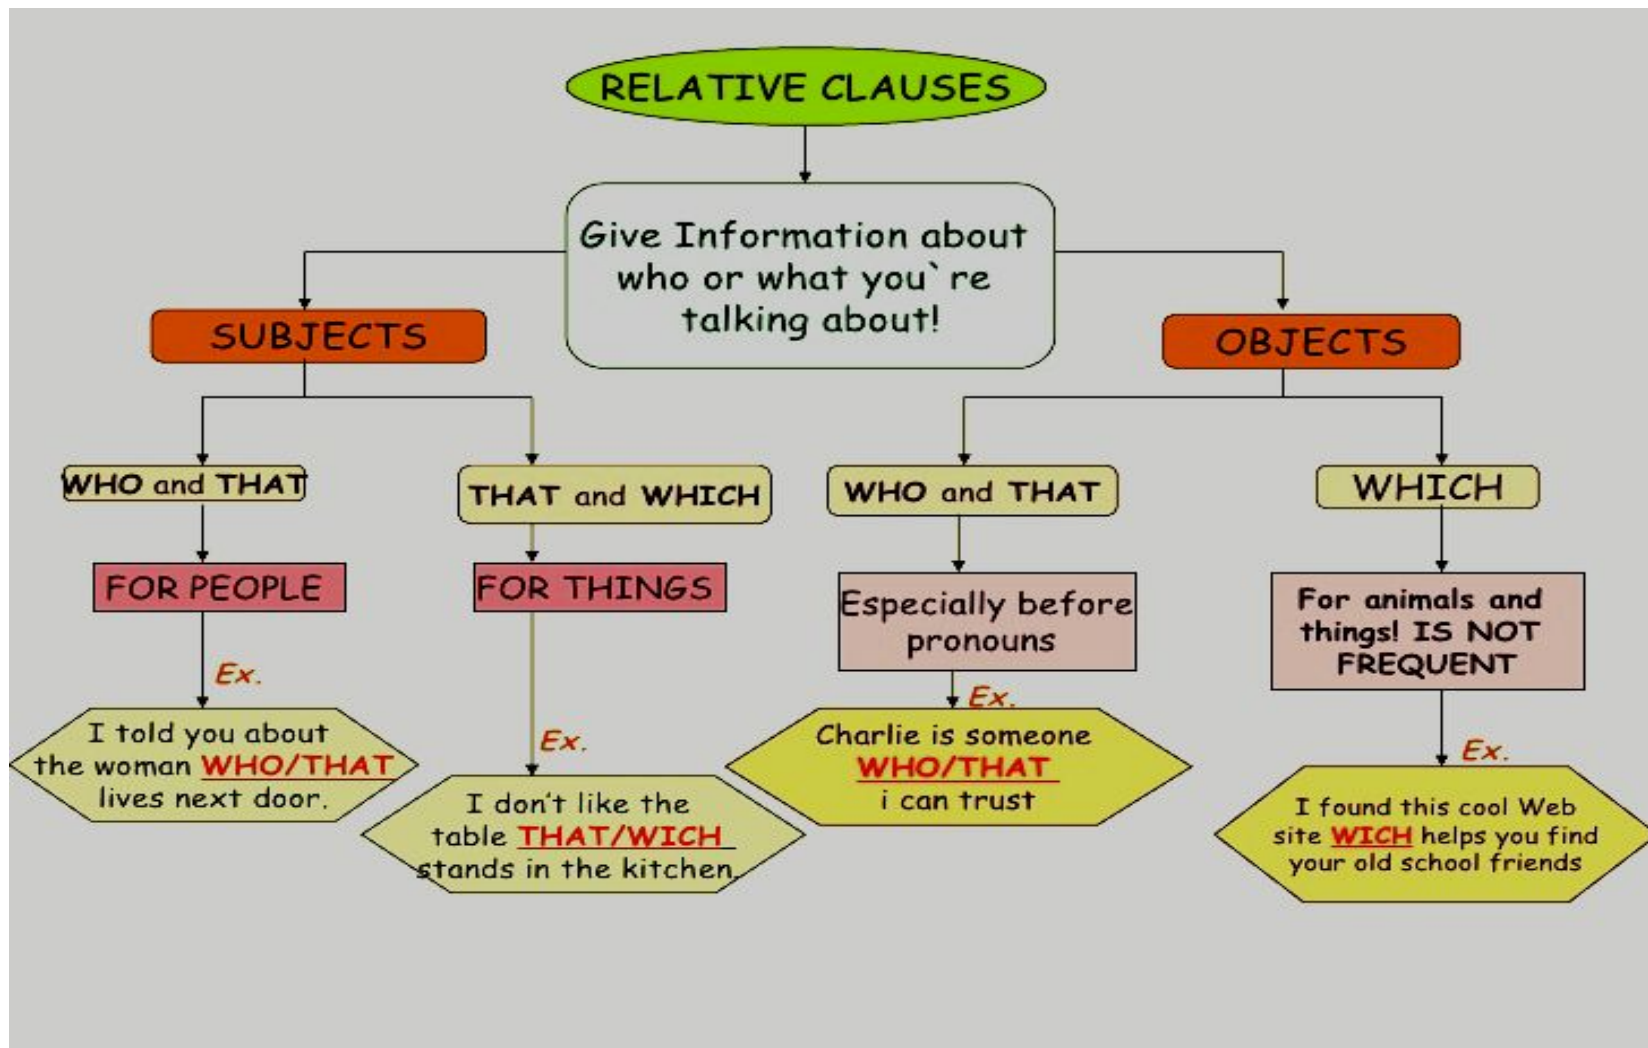 RELATIVE CLAUSES
Give Information about
who or what you`re
talking about!
SUBJECTS
OBJECTS
WHO and THAT
THAT and WHICH
WHO and THAT
WHICH
FOR PEOPLE
FOR THINGS
Especially before
pronouns
For animals and
things! IS NOT
FREQUENT
Ex.
Ex.
Ex.
Ex.
I told you about
the woman WHO/THAT
lives next door.
I don't like the
table THAT/WICH
stands in the kitchen.
Charlie is someone
WHO/THAT
i can trust
I found this cool Web
site WICH helps you find
your old school friends